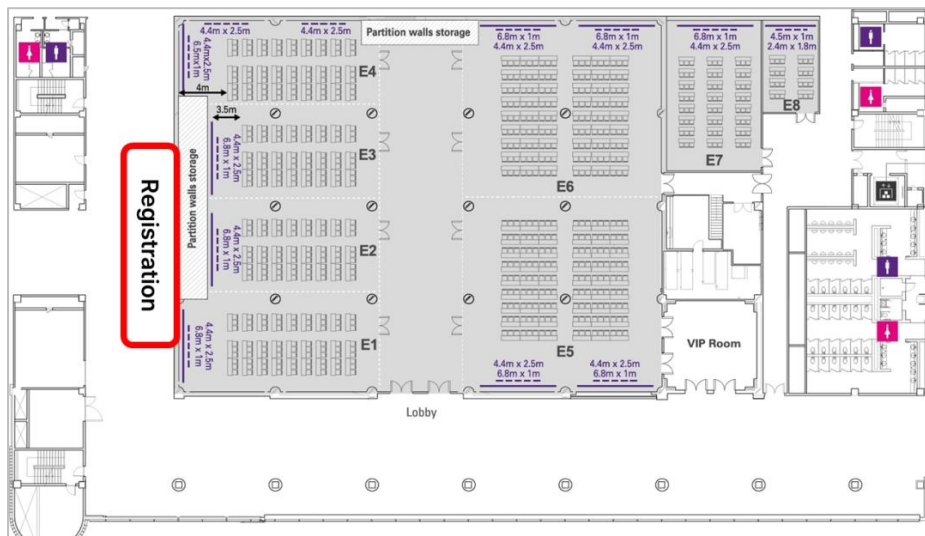 4.4m x 2.5m
4.4m x 2.5m
Partition walls storage
6.8m x 1m
4.4m x 2.5m
6.8m x 1m
4.4m x 2.5m
6.8m x 1m
4.4m x 2.5m
4.5m x 1m
2.4m x 1.8m
4.4mx2.5m
6.5mx1m
E4
4m
E8
3.5m
4.4m x 2.5m
6.8m x 1m
E3
E7
E6
Registration
Partition walls storage
4.4m x 2.5m
6.8m x 1m
E2
4.4m x 2.5m
6.8m x 1m
E1
E5
VIP Room
4.4m x 2.5m
6.8m x 1m
4.4m x 2.5m
6.8m x 1m
Lobby